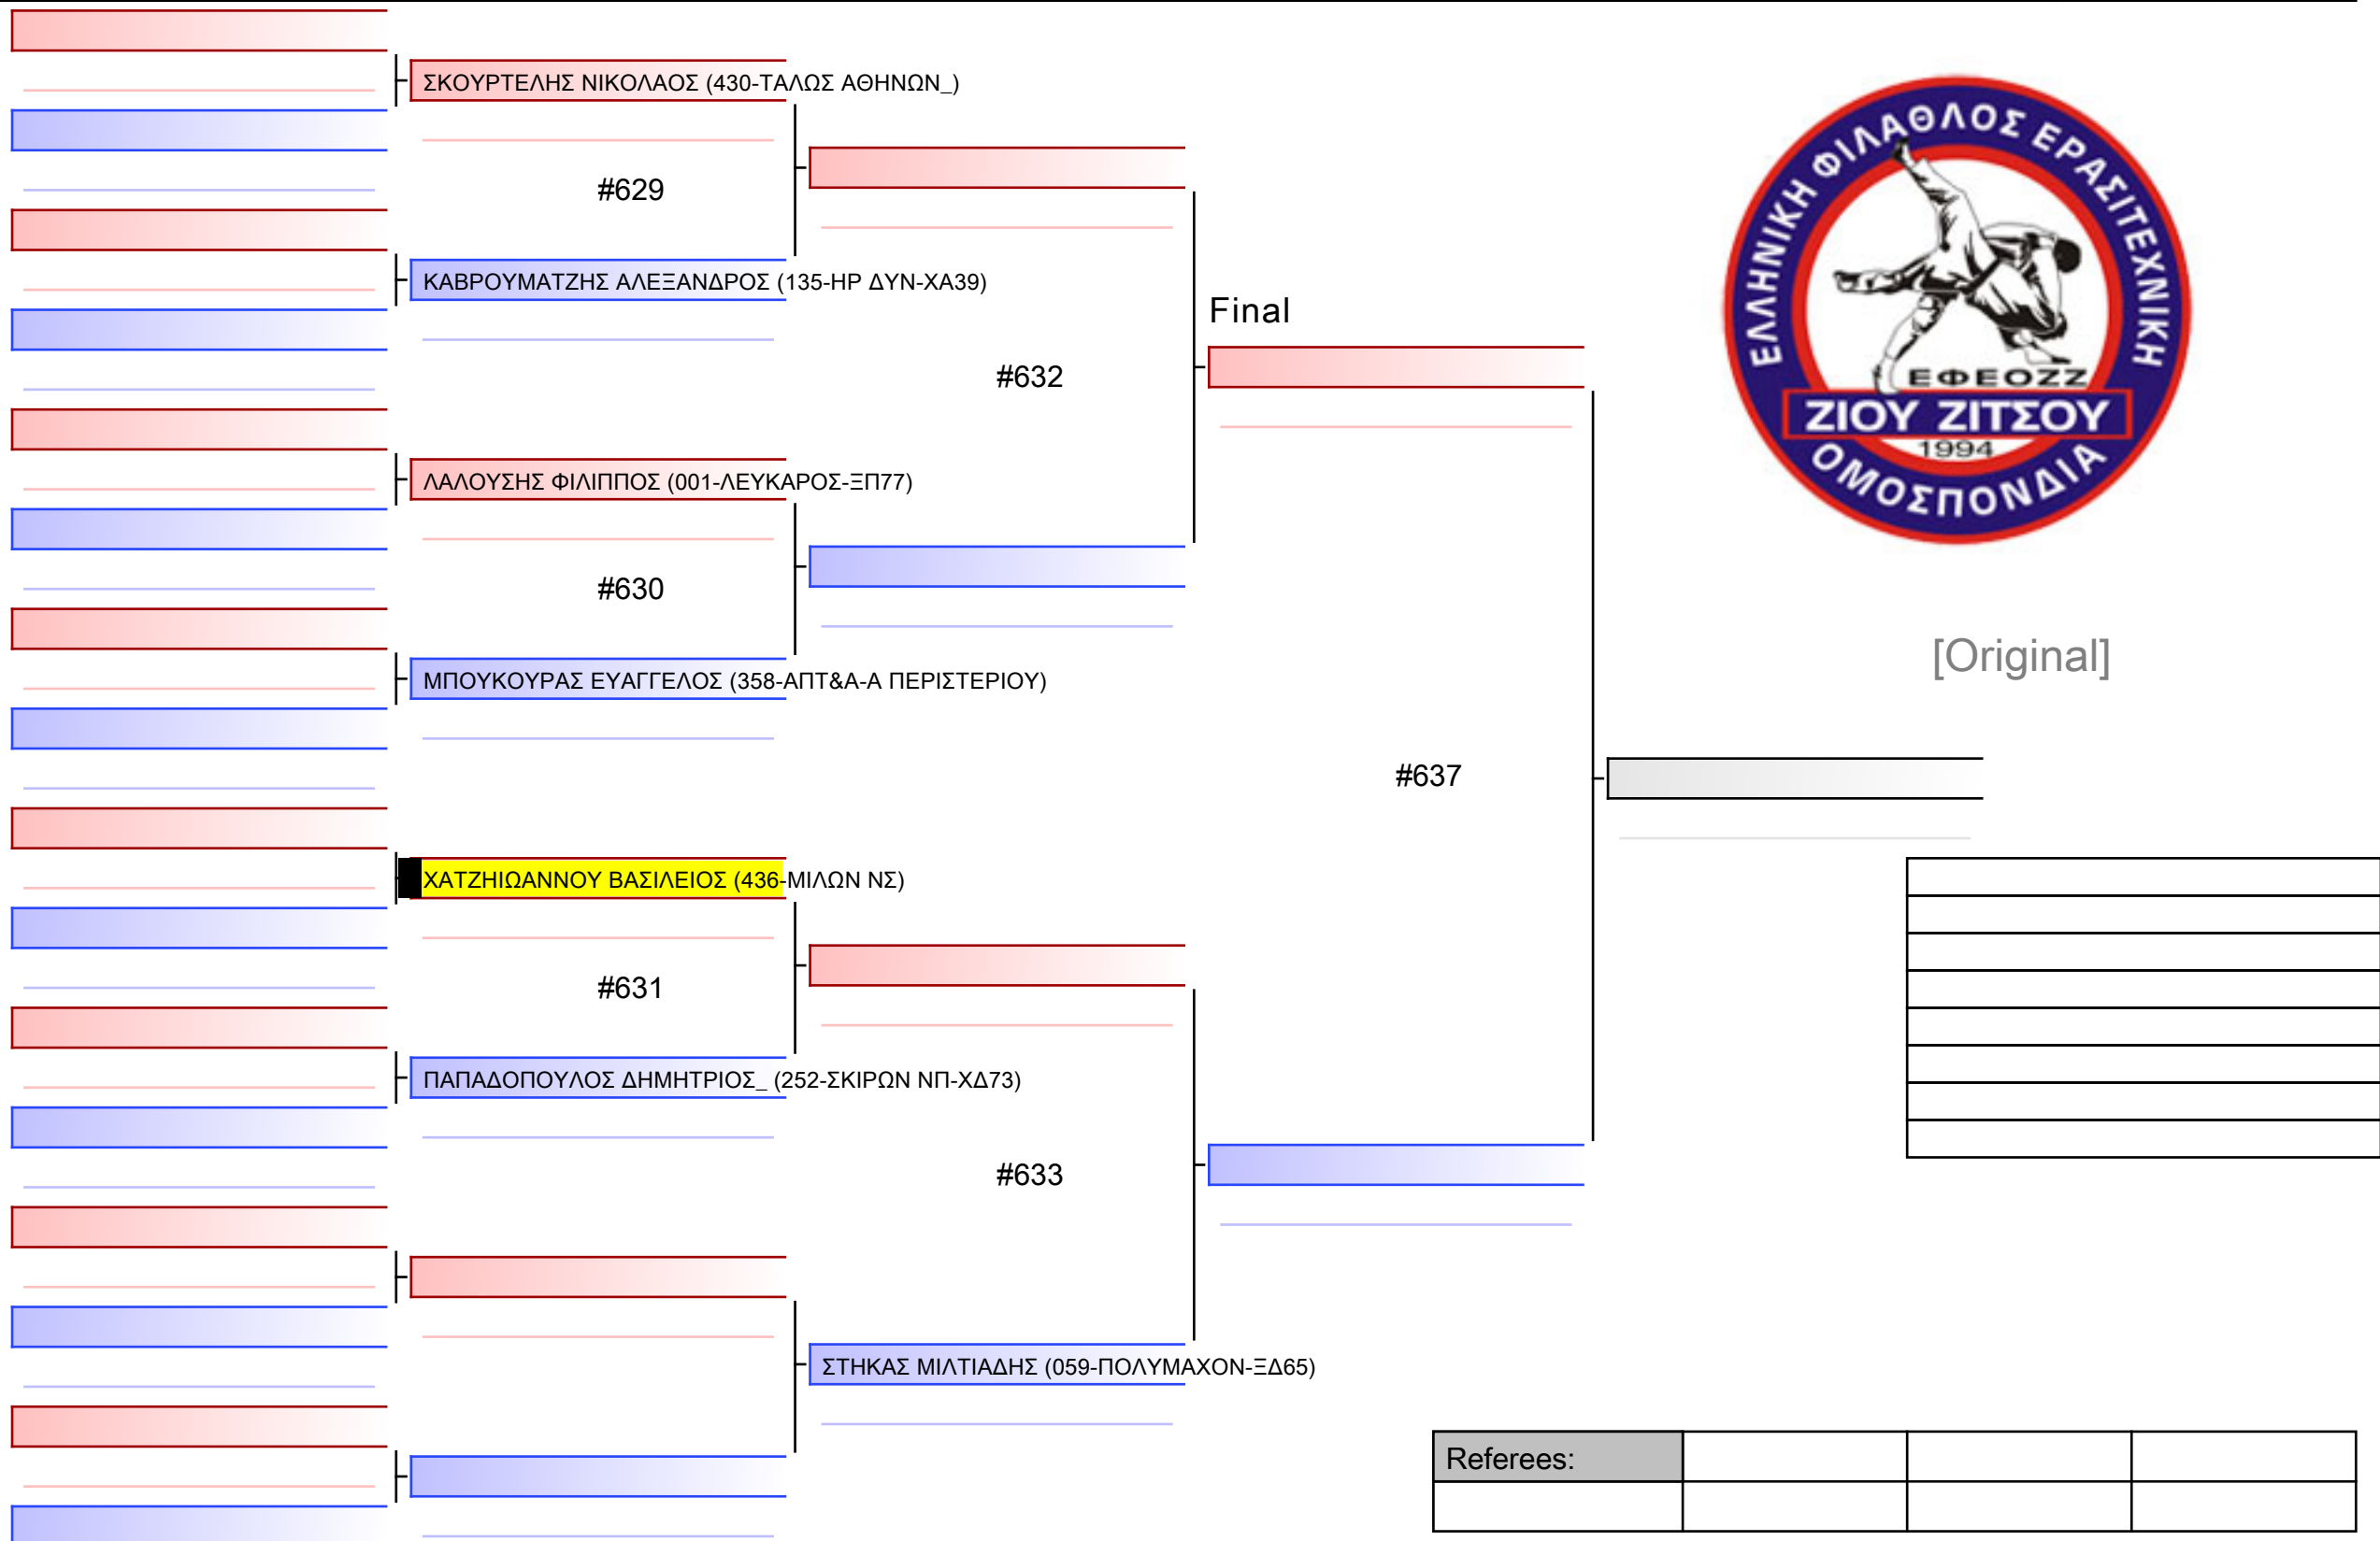 ΣΚΟΥΡΤΕΛΗΣ ΝΙΚΟΛΑΟΣ (430-ΤΑΛΩΣ ΑΘΗΝΩΝ_)
#629
ΚΑΒΡΟΥΜΑΤΖΗΣ ΑΛΕΞΑΝΔΡΟΣ (135-ΗΡ ΔΥΝ-ΧΑ39)
Final
#632
ΛΑΛΟΥΣΗΣ ΦΙΛΙΠΠΟΣ (001-ΛΕΥΚΑΡΟΣ-ΞΠ77)
#630
ΜΠΟΥΚΟΥΡΑΣ ΕΥΑΓΓΕΛΟΣ (358-ΑΠΤ&Α-Α ΠΕΡΙΣΤΕΡΙΟΥ)
#637
ΧΑΤΖΗΙΩΑΝΝΟΥ ΒΑΣΙΛΕΙΟΣ (436-ΜΙΛΩΝ ΝΣ)
#631
ΠΑΠΑΔΟΠΟΥΛΟΣ ΔΗΜΗΤΡΙΟΣ_ (252-ΣΚΙΡΩΝ ΝΠ-ΧΔ73)
#633
ΣΤΗΚΑΣ ΜΙΛΤΙΑΔΗΣ (059-ΠΟΛΥΜΑΧΟΝ-ΞΔ65)
ΕΛΛΗΝΙΚΗ ΦΙΛΑΘΛΟΣ ΕΡΑΣΙΤΕΧΝΙΚΗ
ΕΦΕΟΖΖ
ΖΙΟΥ ΖΙΤΣΟΥ
1994
ΟΜΟΣΠΟΝΔΙΑ
[Original]
Referees: